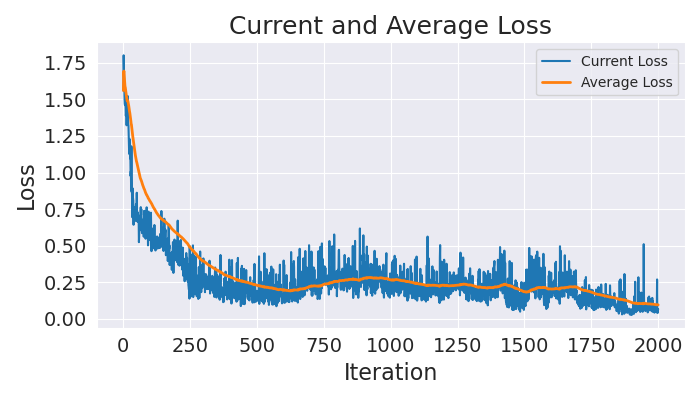 Current and Average Loss
Loss
1.75
1.50
1.25
1.00
0.75
0.50
0.25
0.00
Current Loss
Average Loss
0 250 500 750 1000 1250 1500 1750 2000
Iteration